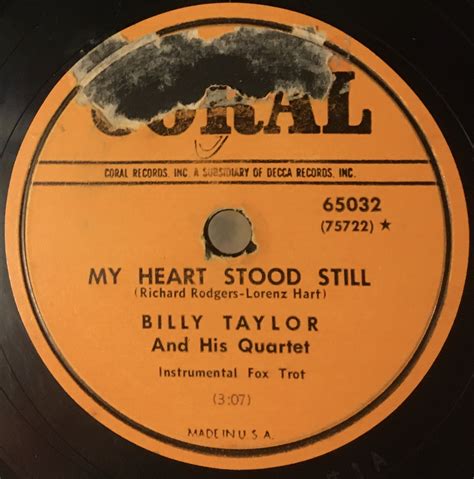 CORAL
CORAL RECORDS, INC. A SUBSIDIARY OF DECCA RECORDS, INC.
65032
(75722) ★
MY HEART STOOD STILL
(Richard Rodgers-Lorenz Hart)
BILLY TAYLOR
And His Quartet
Instrumental Fox Trot
(3:07)
MADE IN U.S.A.